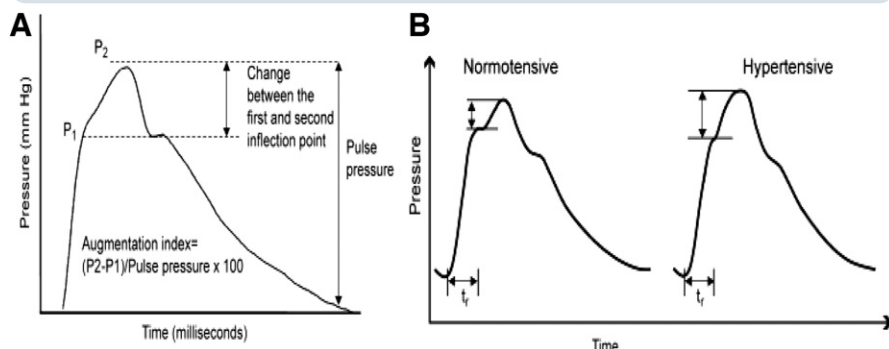 A
Pressure (mm Hg)
P2
P1
Change
between the
first and second
inflection point
Pulse
pressure
Augmentation index=
(P2-P1)/Pulse pressure x 100
Time (milliseconds)
B
Pressure
Normotensive
Hypertensive
tr
tr
Time